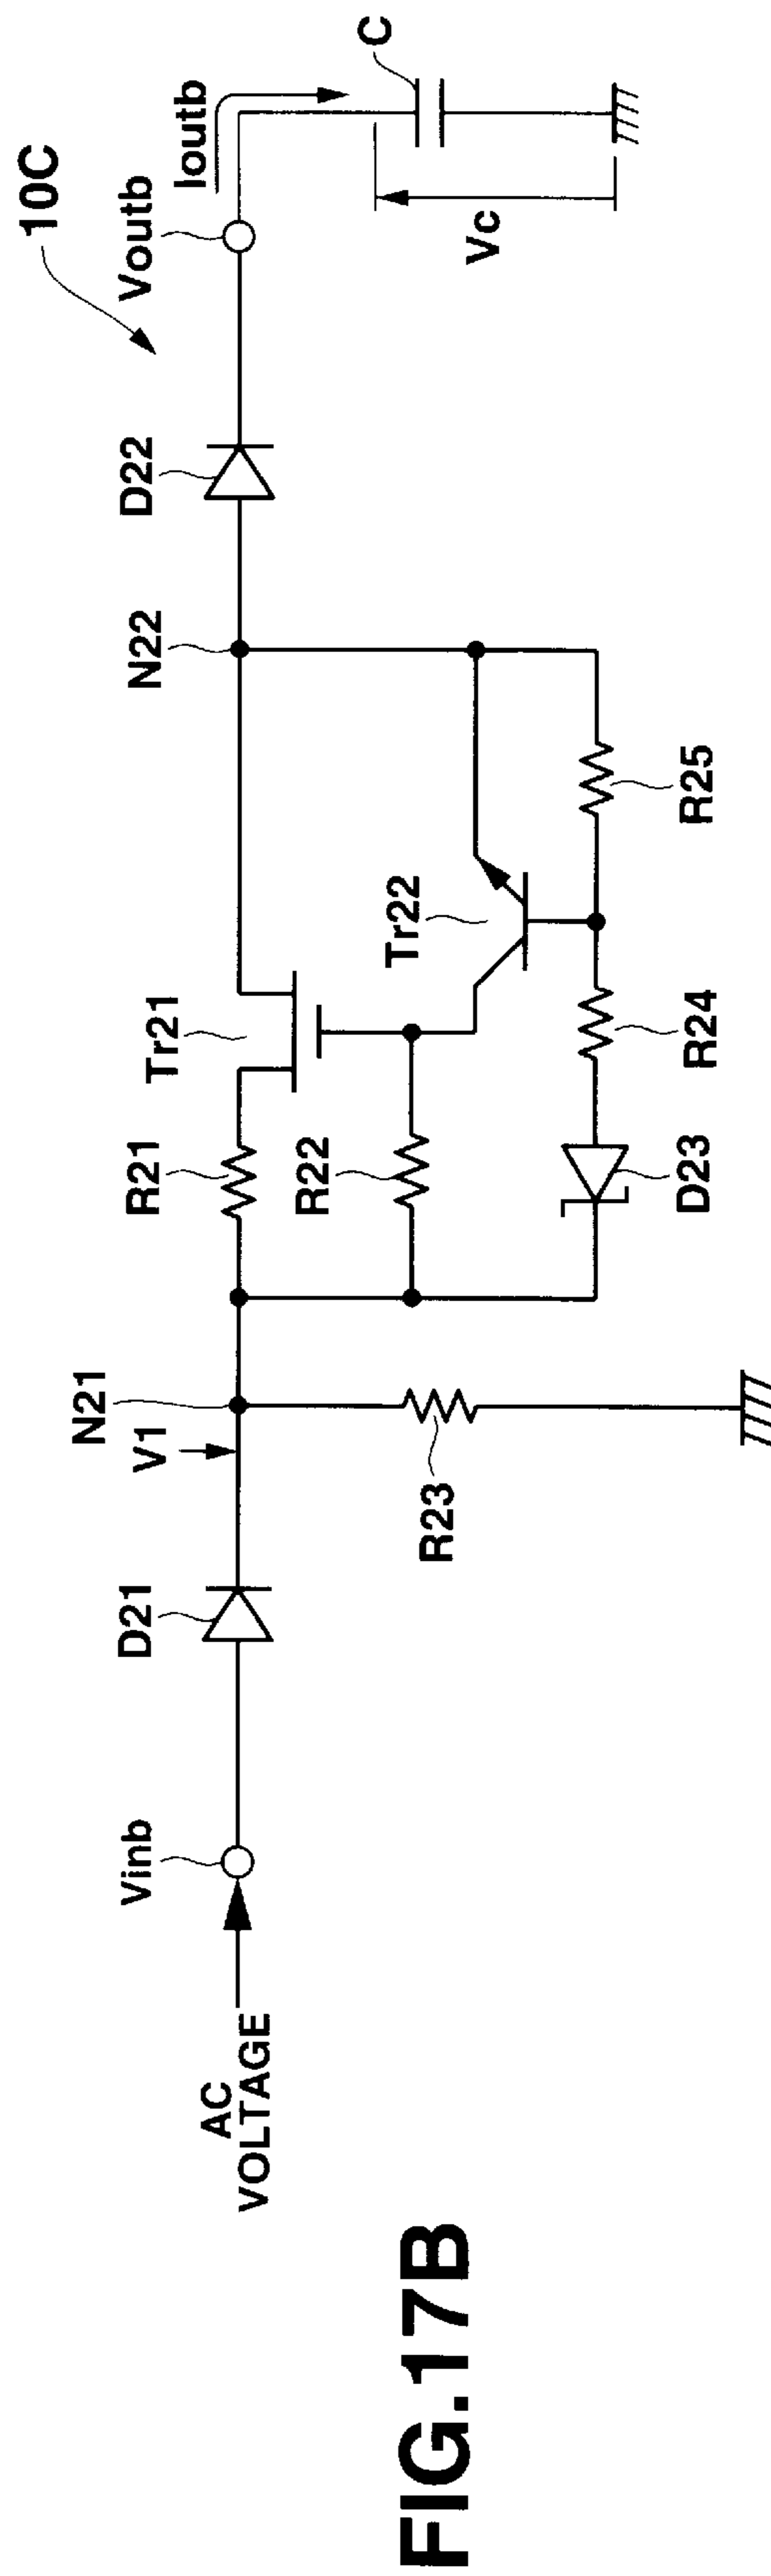 FIG.17B
AC
VOLTAGE
Vinb
D21
V1
N21
R23
R21
R22
D23
Tr21
R24
Tr22
R25
N22
D22
Voutb
10C
Ioutb
C
Vc